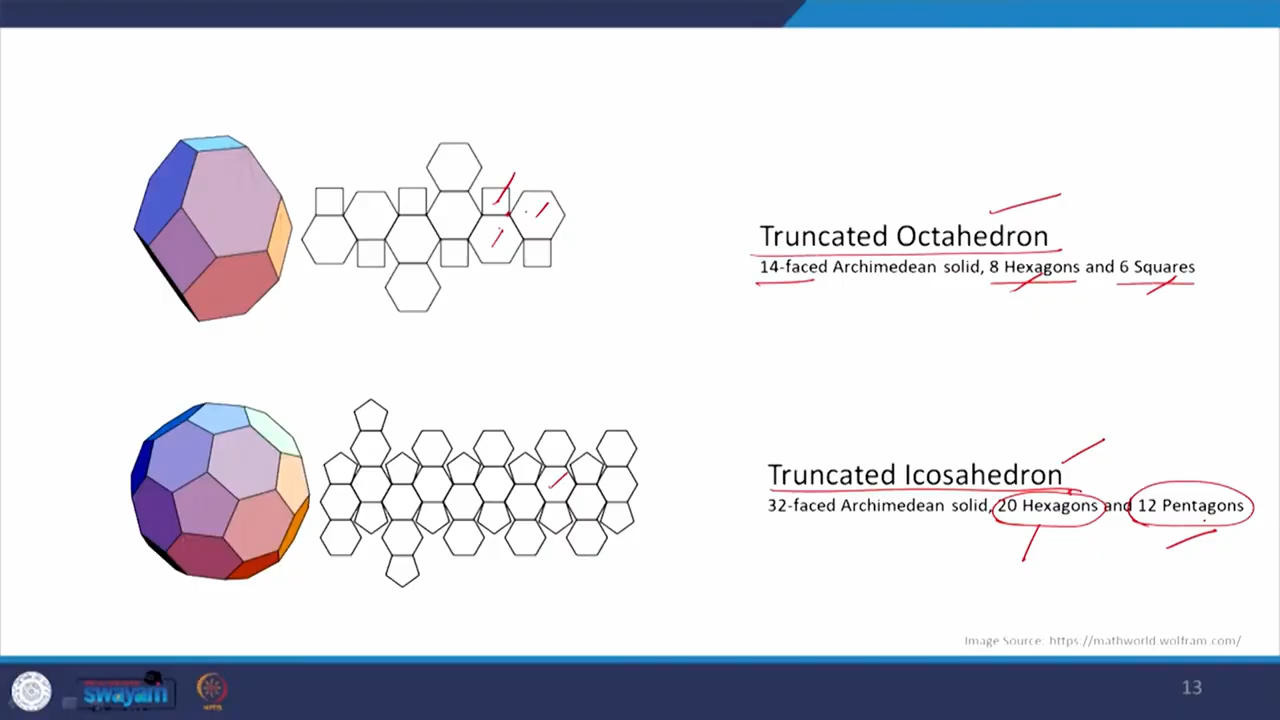 Truncated Octahedron
14-faced Archimedean solid, 8 Hexagons and 6 Squares
Truncated Icosahedron
32-faced Archimedean solid, 20 Hexagons and 12 Pentagons
Image Source: https://mathworld.wolfram.com/
swayam
13